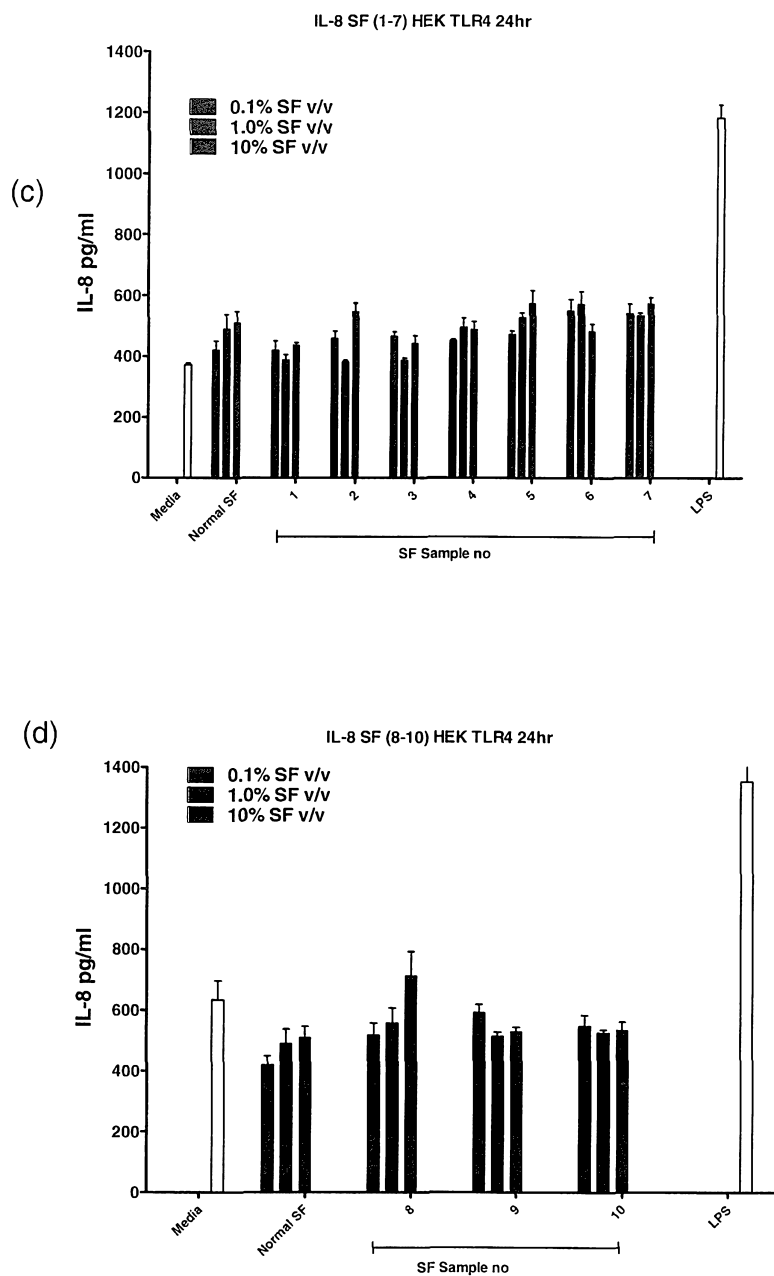 IL-8 SF (1-7) HEK TLR4 24hr
1400
1200
1000
800
600
400
200
0
0.1% SF v/v
1.0% SF v/v
10% SF v/v
(c)
IL-8 pg/ml
Media
Normal SF
1
2
3
4
5
6
7
LPS
SF Sample no
(d)
IL-8 SF (8-10) HEK TLR4 24hr
1400
1200
1000
800
600
400
200
0
0.1% SF v/v
1.0% SF v/v
10% SF v/v
IL-8 pg/ml
Media
Normal SF
8
9
10
LPS
SF Sample no